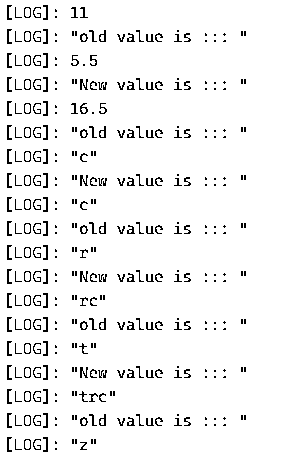 [LOG]: 11
[LOG]: "old value is ::: "
[LOG]: 5.5
[LOG]: "New value is ::: "
[LOG]: 16.5
[LOG]: "old value is ::: "
[LOG]: "c"
[LOG]: "New value is ::: "
[LOG]: "c"
[LOG]: "old value is ::: "
[LOG]: "r"
[LOG]: "New value is ::: "
[LOG]: "rc"
[LOG]: "old value is ::: "
[LOG]: "t"
[LOG]: "New value is ::: "
[LOG]: "trc"
[LOG]: "old value is ::: "
[LOG]: "z"